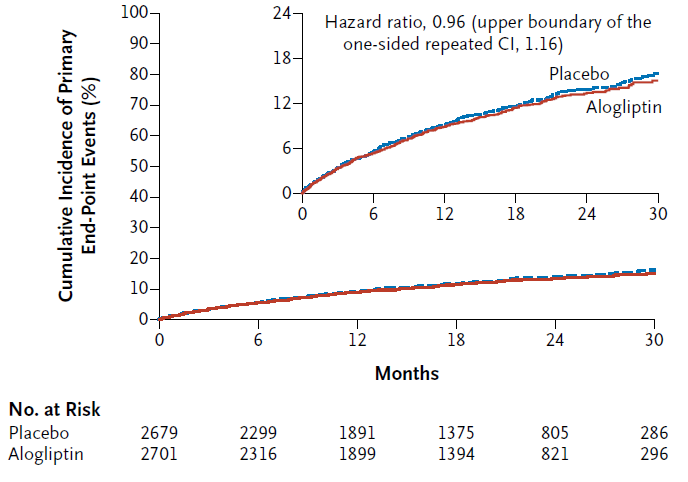 Cumulative Incidence of Primary
End-Point Events (%)
100
90
80
70
60
50
40
30
20
10
0
24
18
12
6
0
Hazard ratio, 0.96 (upper boundary of the
one-sided repeated CI, 1.16)
Placebo
Alogliptin
0 6 12 18 24 30
0 6 12 18 24 30
Months
No. at Risk
Placebo 2679 2299 1891 1375 805 286
Alogliptin 2701 2316 1899 1394 821 296